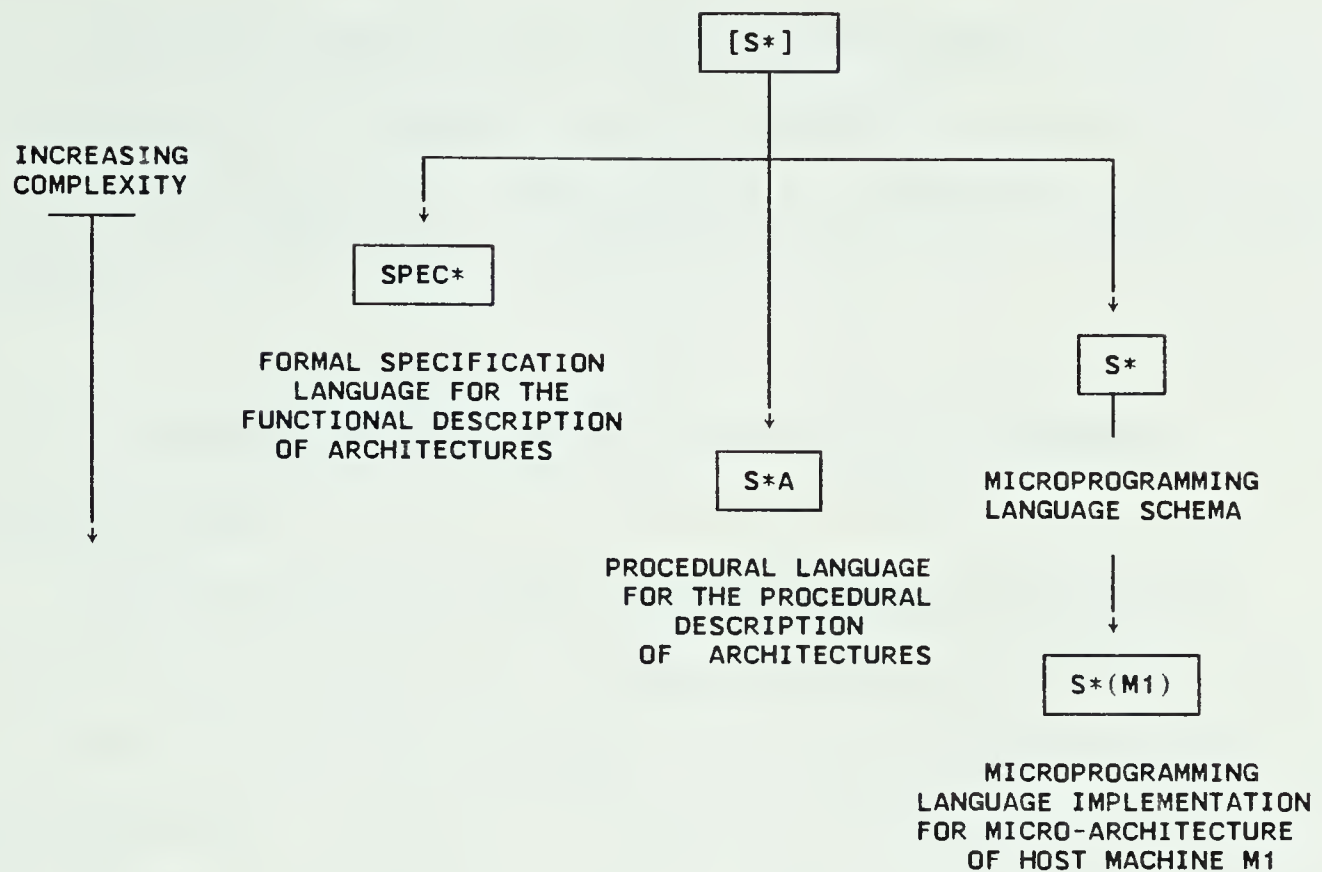 [S*]
INCREASING
COMPLEXITY
SPEC*
FORMAL SPECIFICATION
LANGUAGE FOR THE
FUNCTIONAL DESCRIPTION
OF ARCHITECTURES
S*
S*A
MICROPROGRAMMING
LANGUAGE SCHEMA
PROCEDURAL LANGUAGE
FOR THE PROCEDURAL
DESCRIPTION
OF ARCHITECTURES
S*(M1)
MICROPROGRAMMING
LANGUAGE IMPLEMENTATION
FOR MICRO-ARCHITECTURE
OF HOST MACHINE M1